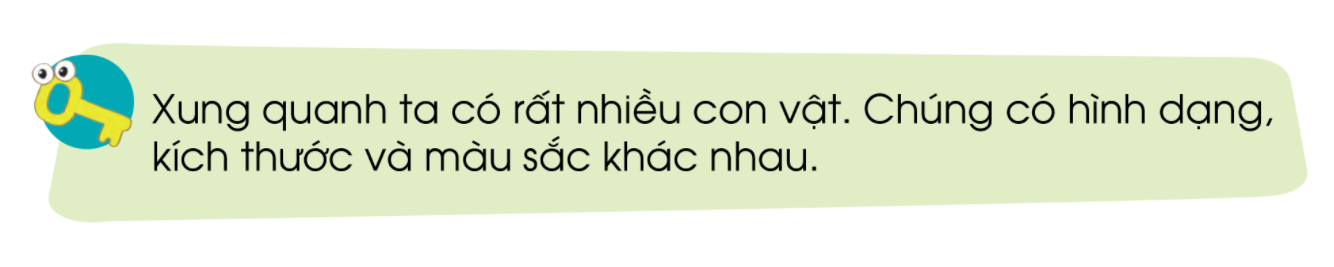 Xung quanh ta có rất nhiều con vật. Chúng có hình dạng,
kích thước và màu sắc khác nhau.